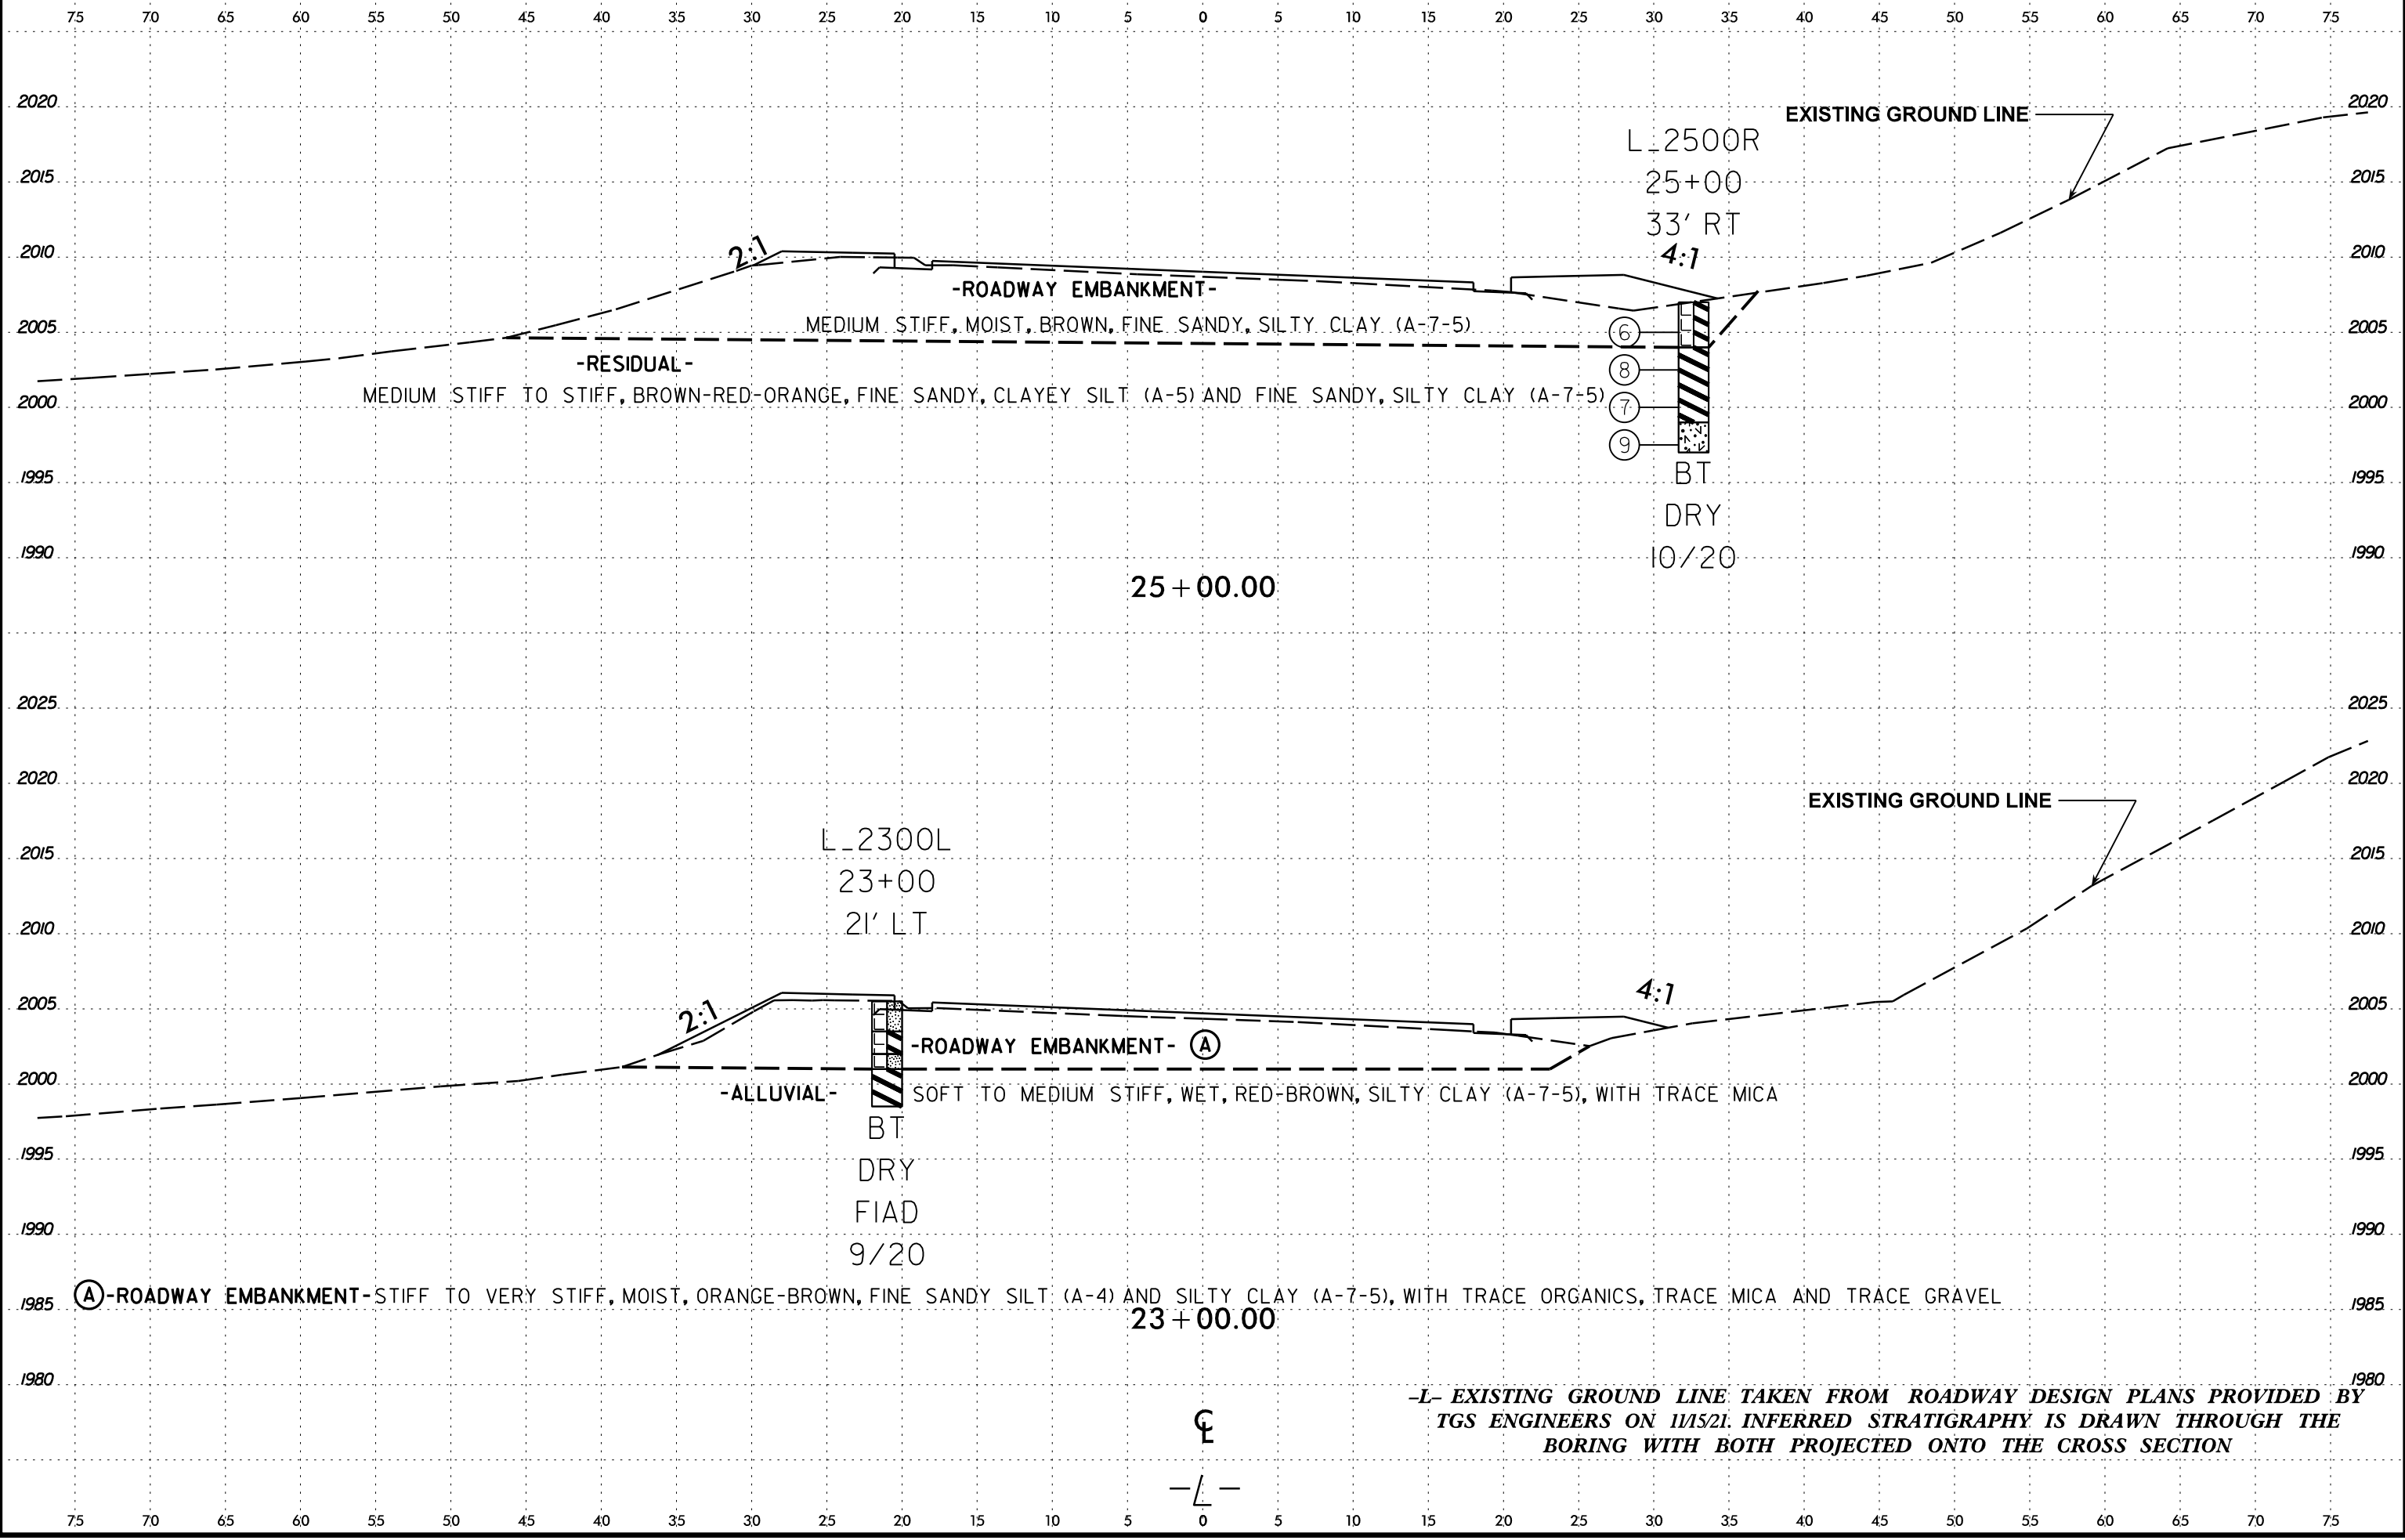 75 70 65 60 55 50 45 40 35 30 25 20 15 10 5 0 5 10 15 20 25 30 35 40 45 50 55 60 65 70 75
2020 2020
EXISTING GROUND LINE
L_2500R
2015 25+00 2015
33' RT
2010 2:1 4:1 2010
-ROADWAY EMBANKMENT-
2005 MEDIUM STIFF, MOIST, BROWN, FINE SANDY, SILTY CLAY (A-7-5) 6 2005
-RESIDUAL- 8
MEDIUM STIFF TO STIFF, BROWN-RED-ORANGE, FINE SANDY, CLAYEY SILT (A-5) AND FINE SANDY, SILTY CLAY (A-7-5)
2000 7 2000
9
1995 BT 1995
DRY
1990 10/20 1990
25+00.00
2025 2025
2020 2020
EXISTING GROUND LINE
L_2300L
2015 2015
23+00
21' LT
2010 2010
2005 2:1 4:1 2005
-ROADWAY EMBANKMENT- A
2000 2000
-ALLUVIAL- SOFT TO MEDIUM STIFF, WET, RED-BROWN, SILTY CLAY (A-7-5), WITH TRACE MICA
BT
1995 1995
DRY
FIAD
1990 1990
9/20
A -ROADWAY EMBANKMENT- STIFF TO VERY STIFF, MOIST, ORANGE-BROWN, FINE SANDY SILT (A-4) AND SILTY CLAY (A-7-5), WITH TRACE ORGANICS, TRACE MICA AND TRACE GRAVEL
1985 1985
23+00.00
1980 1980
-L- EXISTING GROUND LINE TAKEN FROM ROADWAY DESIGN PLANS PROVIDED BY
TGS ENGINEERS ON 11/15/21. INFERRED STRATIGRAPHY IS DRAWN THROUGH THE
BORING WITH BOTH PROJECTED ONTO THE CROSS SECTION
℄
-L-
75 70 65 60 55 50 45 40 35 30 25 20 15 10 5 0 5 10 15 20 25 30 35 40 45 50 55 60 65 70 75